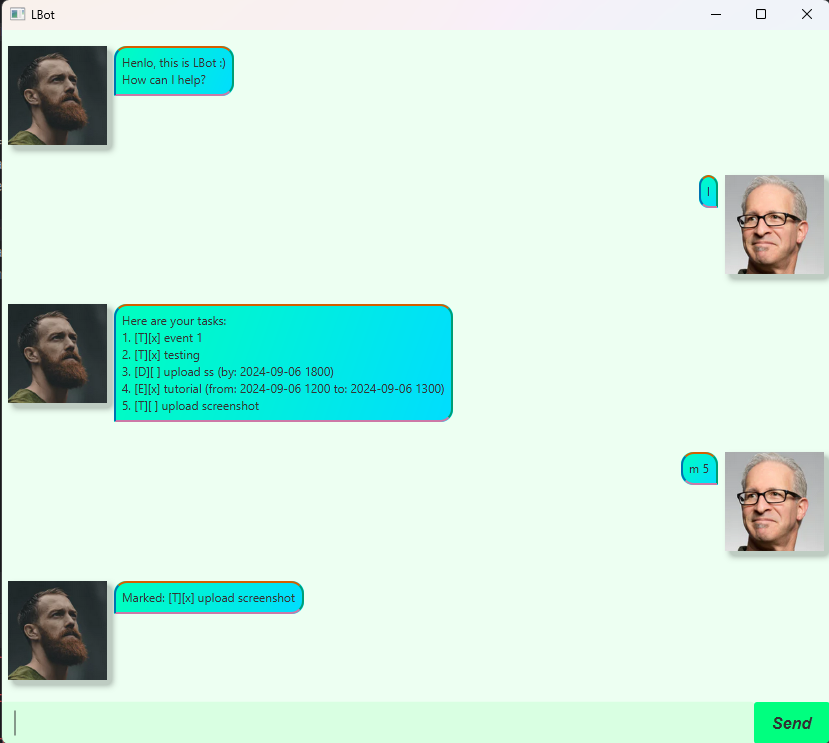 LBot
Henlo, this is LBot :)
How can I help?
l
Here are your tasks:
1. [T][x] event 1
2. [T][x] testing
3. [D][ ] upload ss (by: 2024-09-06 1800)
4. [E][x] tutorial (from: 2024-09-06 1200 to: 2024-09-06 1300)
5. [T][ ] upload screenshot
m 5
Marked: [T][x] upload screenshot
Send